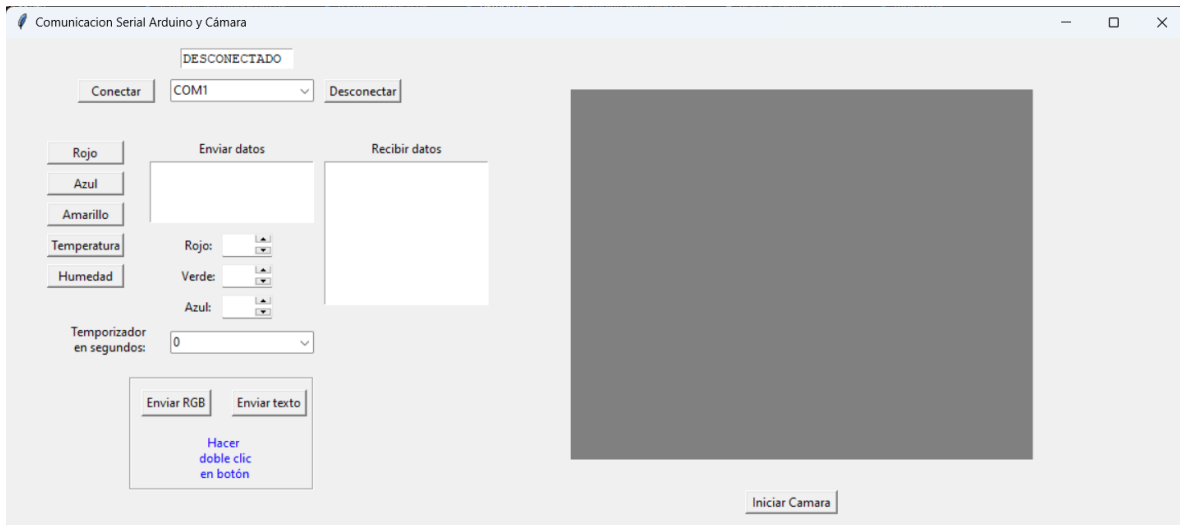 Comunicacion Serial Arduino y Cámara
DESCONECTADO
Conectar
COM1
Desconectar
Rojo
Azul
Amarillo
Temperatura
Humedad
Enviar datos
Recibir datos
Rojo:
Verde:
Azul:
Temporizador
en segundos:
0
Enviar RGB
Enviar texto
Hacer
doble clic
en botón
Iniciar Camara